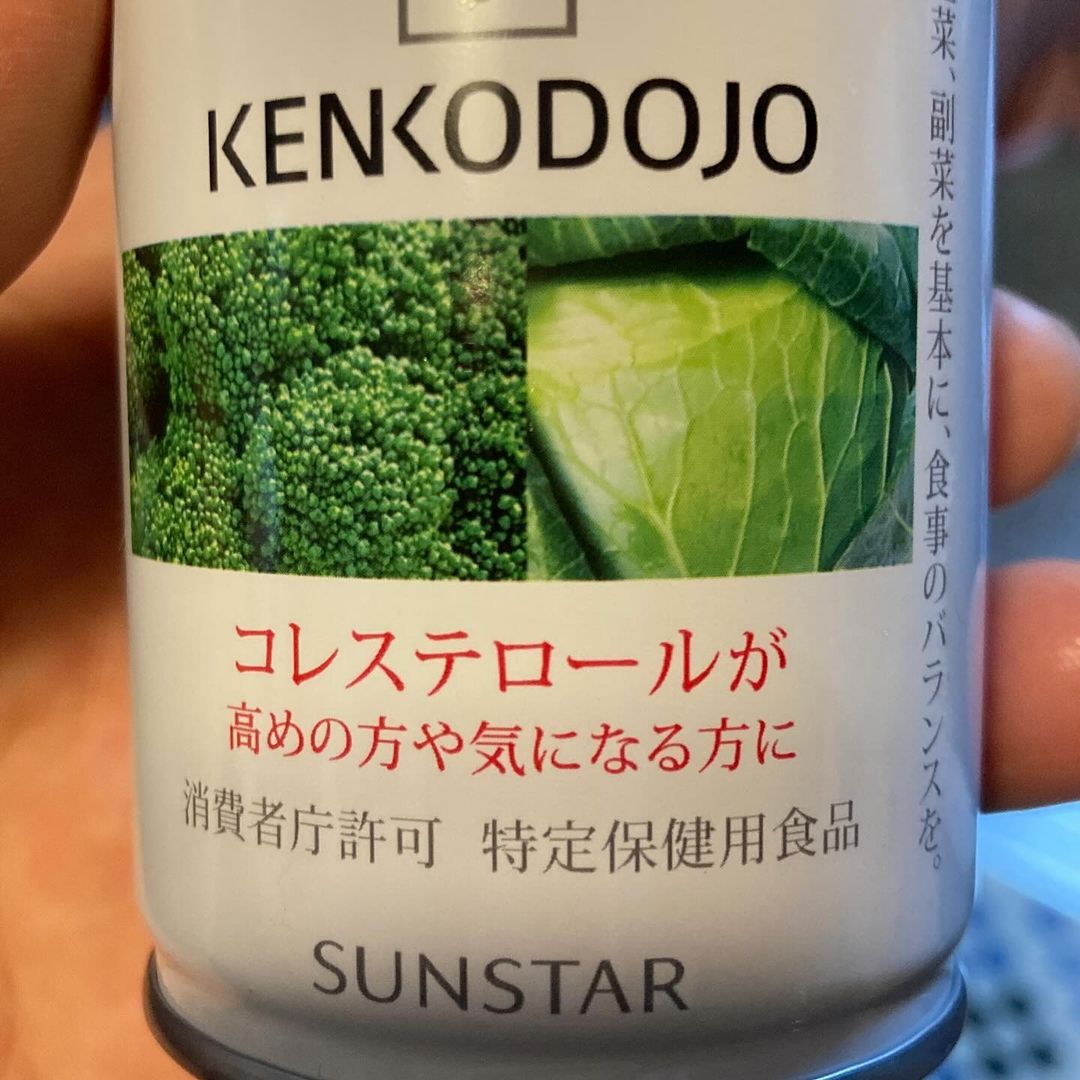 KENKODOJO
コレステロールが
高めの方や気になる方に
消費者庁許可 特定保健用食品
SUNSTAR
菜、副菜を基本に、食事のバランスを。